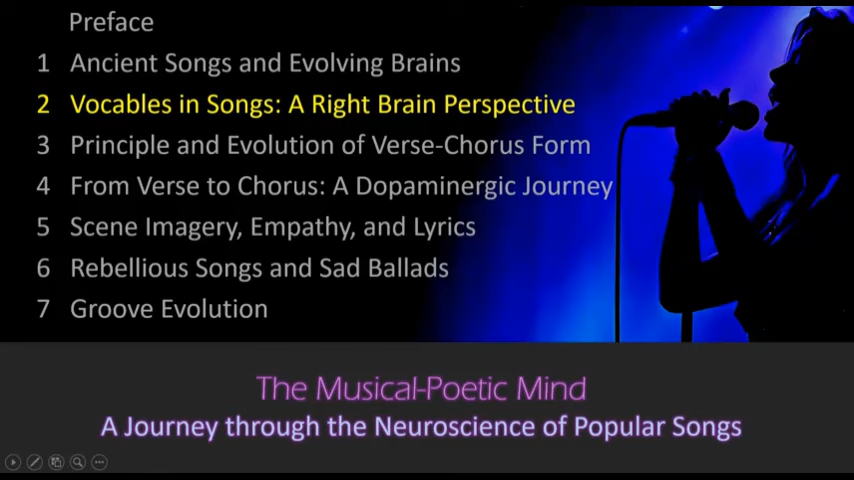 Preface
1 Ancient Songs and Evolving Brains
2 Vocables in Songs: A Right Brain Perspective
3 Principle and Evolution of Verse-Chorus Form
4 From Verse to Chorus: A Dopaminergic Journey
5 Scene Imagery, Empathy, and Lyrics
6 Rebellious Songs and Sad Ballads
7 Groove Evolution
The Musical-Poetic Mind
A Journey through the Neuroscience of Popular Songs